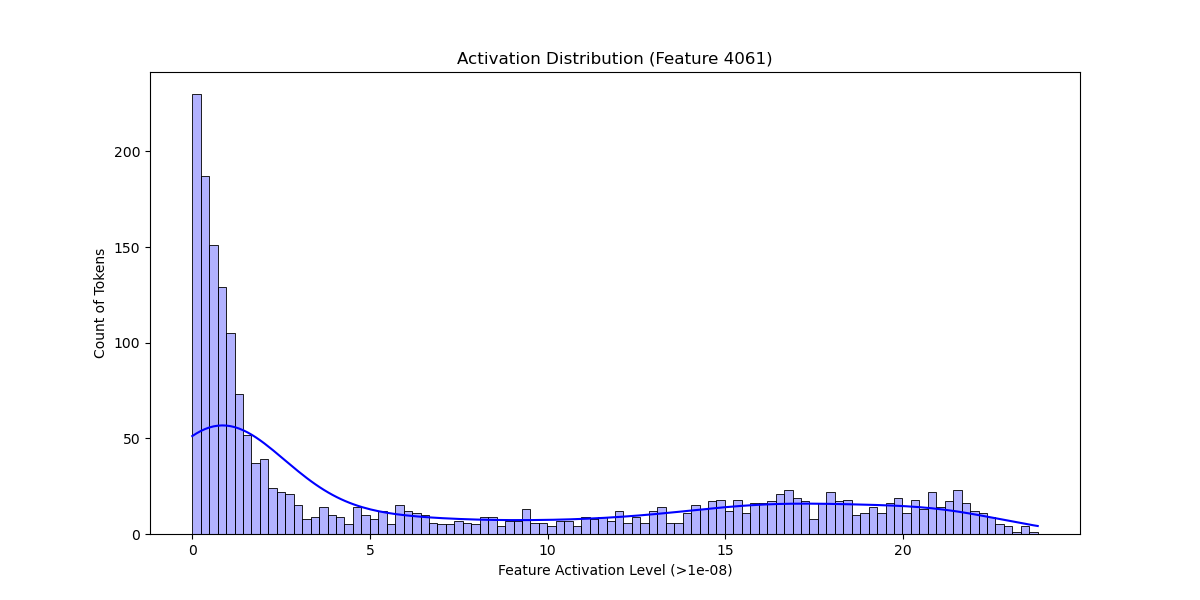 Activation Distribution (Feature 4061)
Count of Tokens
200
150
100
50
0
0 5 10 15 20
Feature Activation Level (>1e-08)